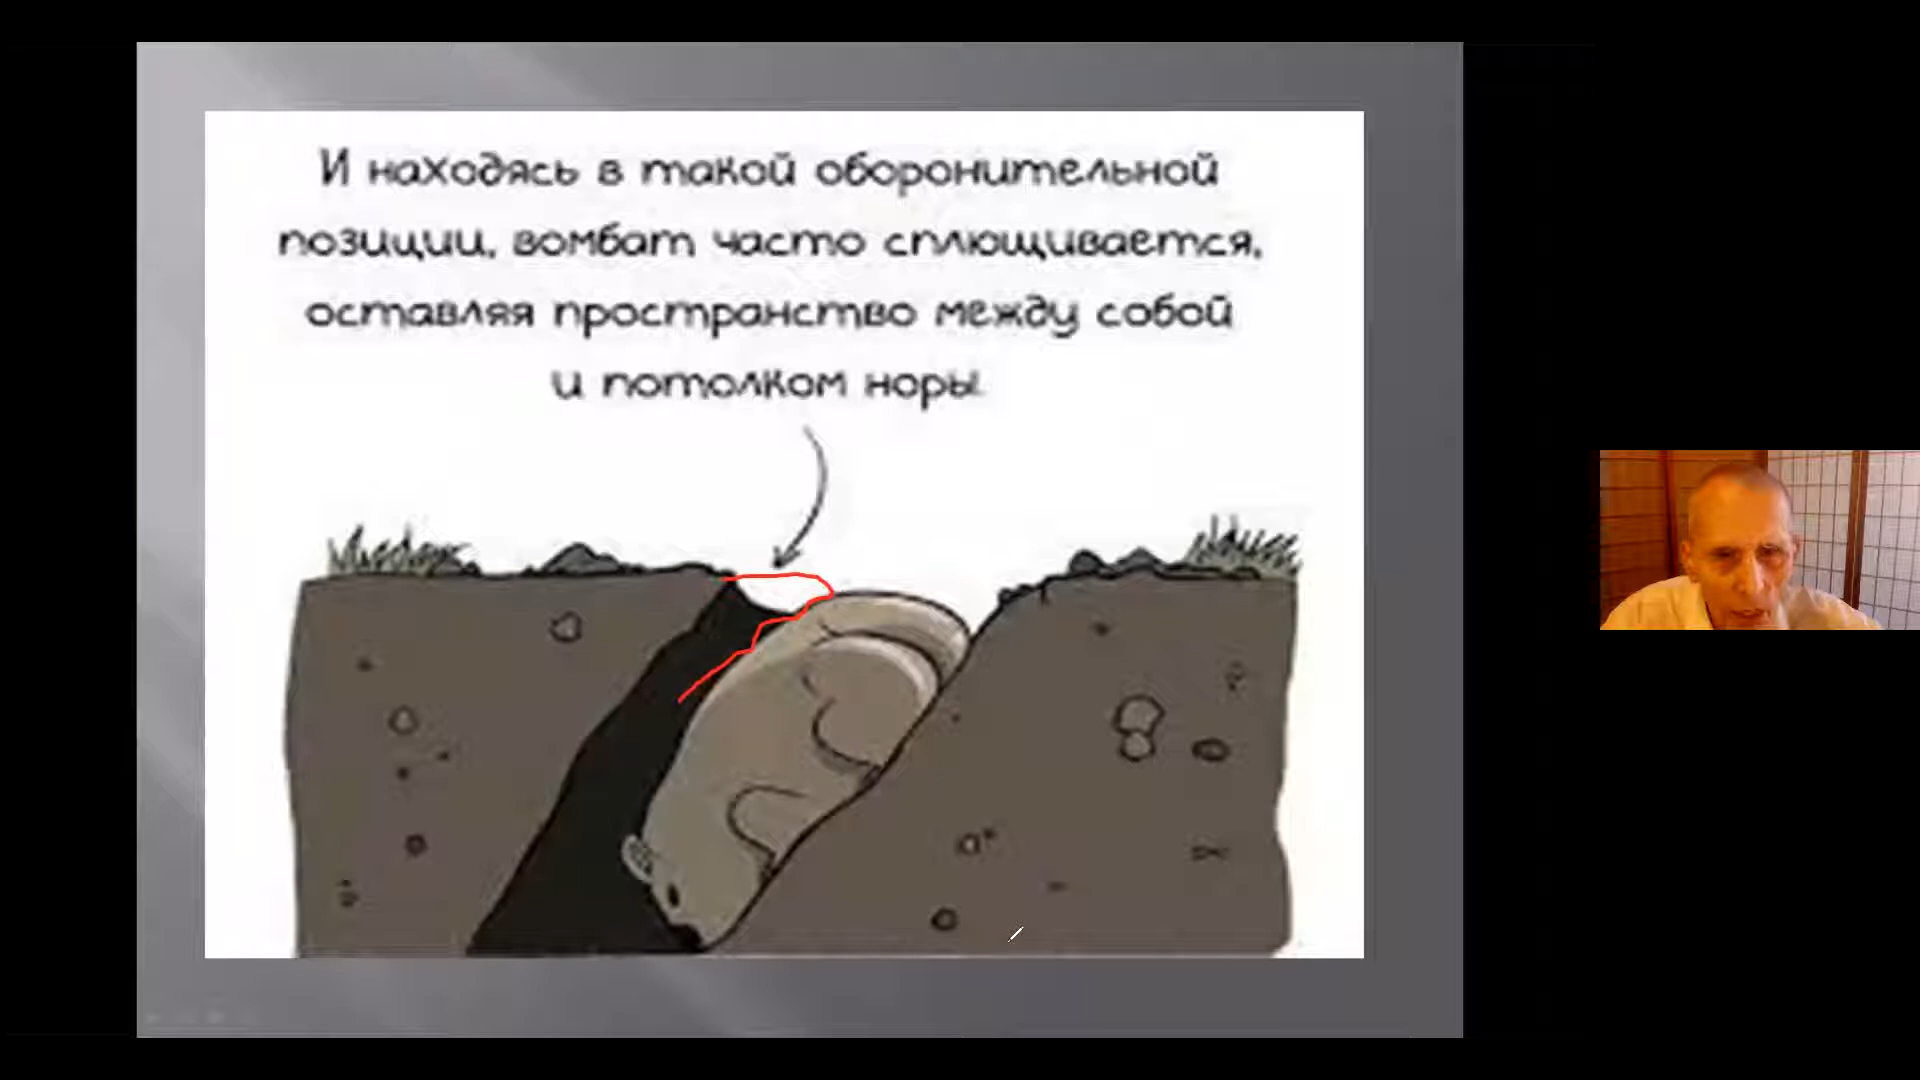 И находясь в такой оборонительной
позиции, вомбат часто сплющивается,
оставляя пространство между собой
и потолком норы.